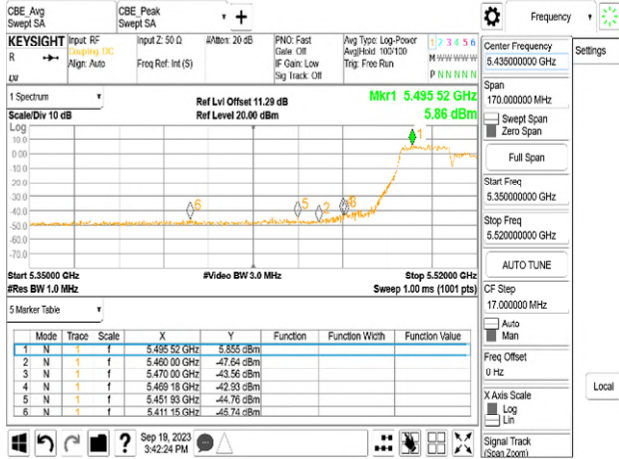 CBE_Avg
Swept SA
CBE_Peak
Swept SA
Frequency
KEYSIGHT
R
Input: RF
Coupling: DC
Align: Auto
Input Z: 50 Ω
Freq Ref: Int (S)
#Atten: 20 dB
PNO: Fast
Gate: Off
IF Gain: Low
Sig Track: Off
Avg Type: Log-Power
Avg|Hold: 100/100
Trig: Free Run
1 2 3 4 5 6
M W W W W W
P N N N N N
Settings
Center Frequency
5.435000000 GHz
Span
170.000000 MHz
Swept Span
Zero Span
Full Span
Start Freq
5.350000000 GHz
Stop Freq
5.520000000 GHz
AUTO TUNE
CF Step
17.000000 MHz
Auto
Man
Freq Offset
0 Hz
X Axis Scale
Log
Lin
Signal Track
(Span Zoom)
Local
1 Spectrum
Scale/Div 10 dB
Ref Lvl Offset 11.29 dB
Ref Level 20.00 dBm
Mkr1 5.495 52 GHz
5.86 dBm
Log
10.0
0.00
-10.0
-20.0
-30.0
-40.0
-50.0
-60.0
-70.0
1
6
5
2
Start 5.35000 GHz
#Res BW 1.0 MHz
#Video BW 3.0 MHz
Stop 5.52000 GHz
Sweep 1.00 ms (1001 pts)
5 Marker Table
Mode Trace Scale X Y Function Function Width Function Value
1 N 1 f 5.495 52 GHz 5.855 dBm
2 N 1 f 5.460 00 GHz -47.64 dBm
3 N 1 f 5.470 00 GHz -43.56 dBm
4 N 1 f 5.469 18 GHz -42.93 dBm
5 N 1 f 5.451 93 GHz -44.76 dBm
6 N 1 f 5.411 15 GHz -45.74 dBm
?
Sep 19, 2023
3:42:24 PM